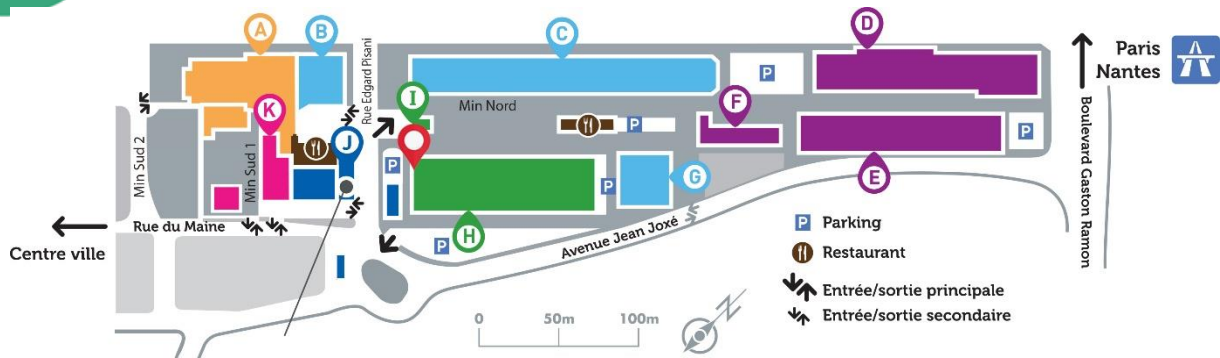 A
B
C
D
Paris
Nantes
Rue Edgard Pisani
P
I
Min Nord
F
K
P
P
J
Min Sud 2
Min Sud 1
P
P
G
E
Boulevard Gaston Ramon
Rue du Maine
H
P
Avenue Jean Joxé
P Parking
Restaurant
Centre ville
Entrée/sortie principale
Entrée/sortie secondaire
0 50m 100m
N